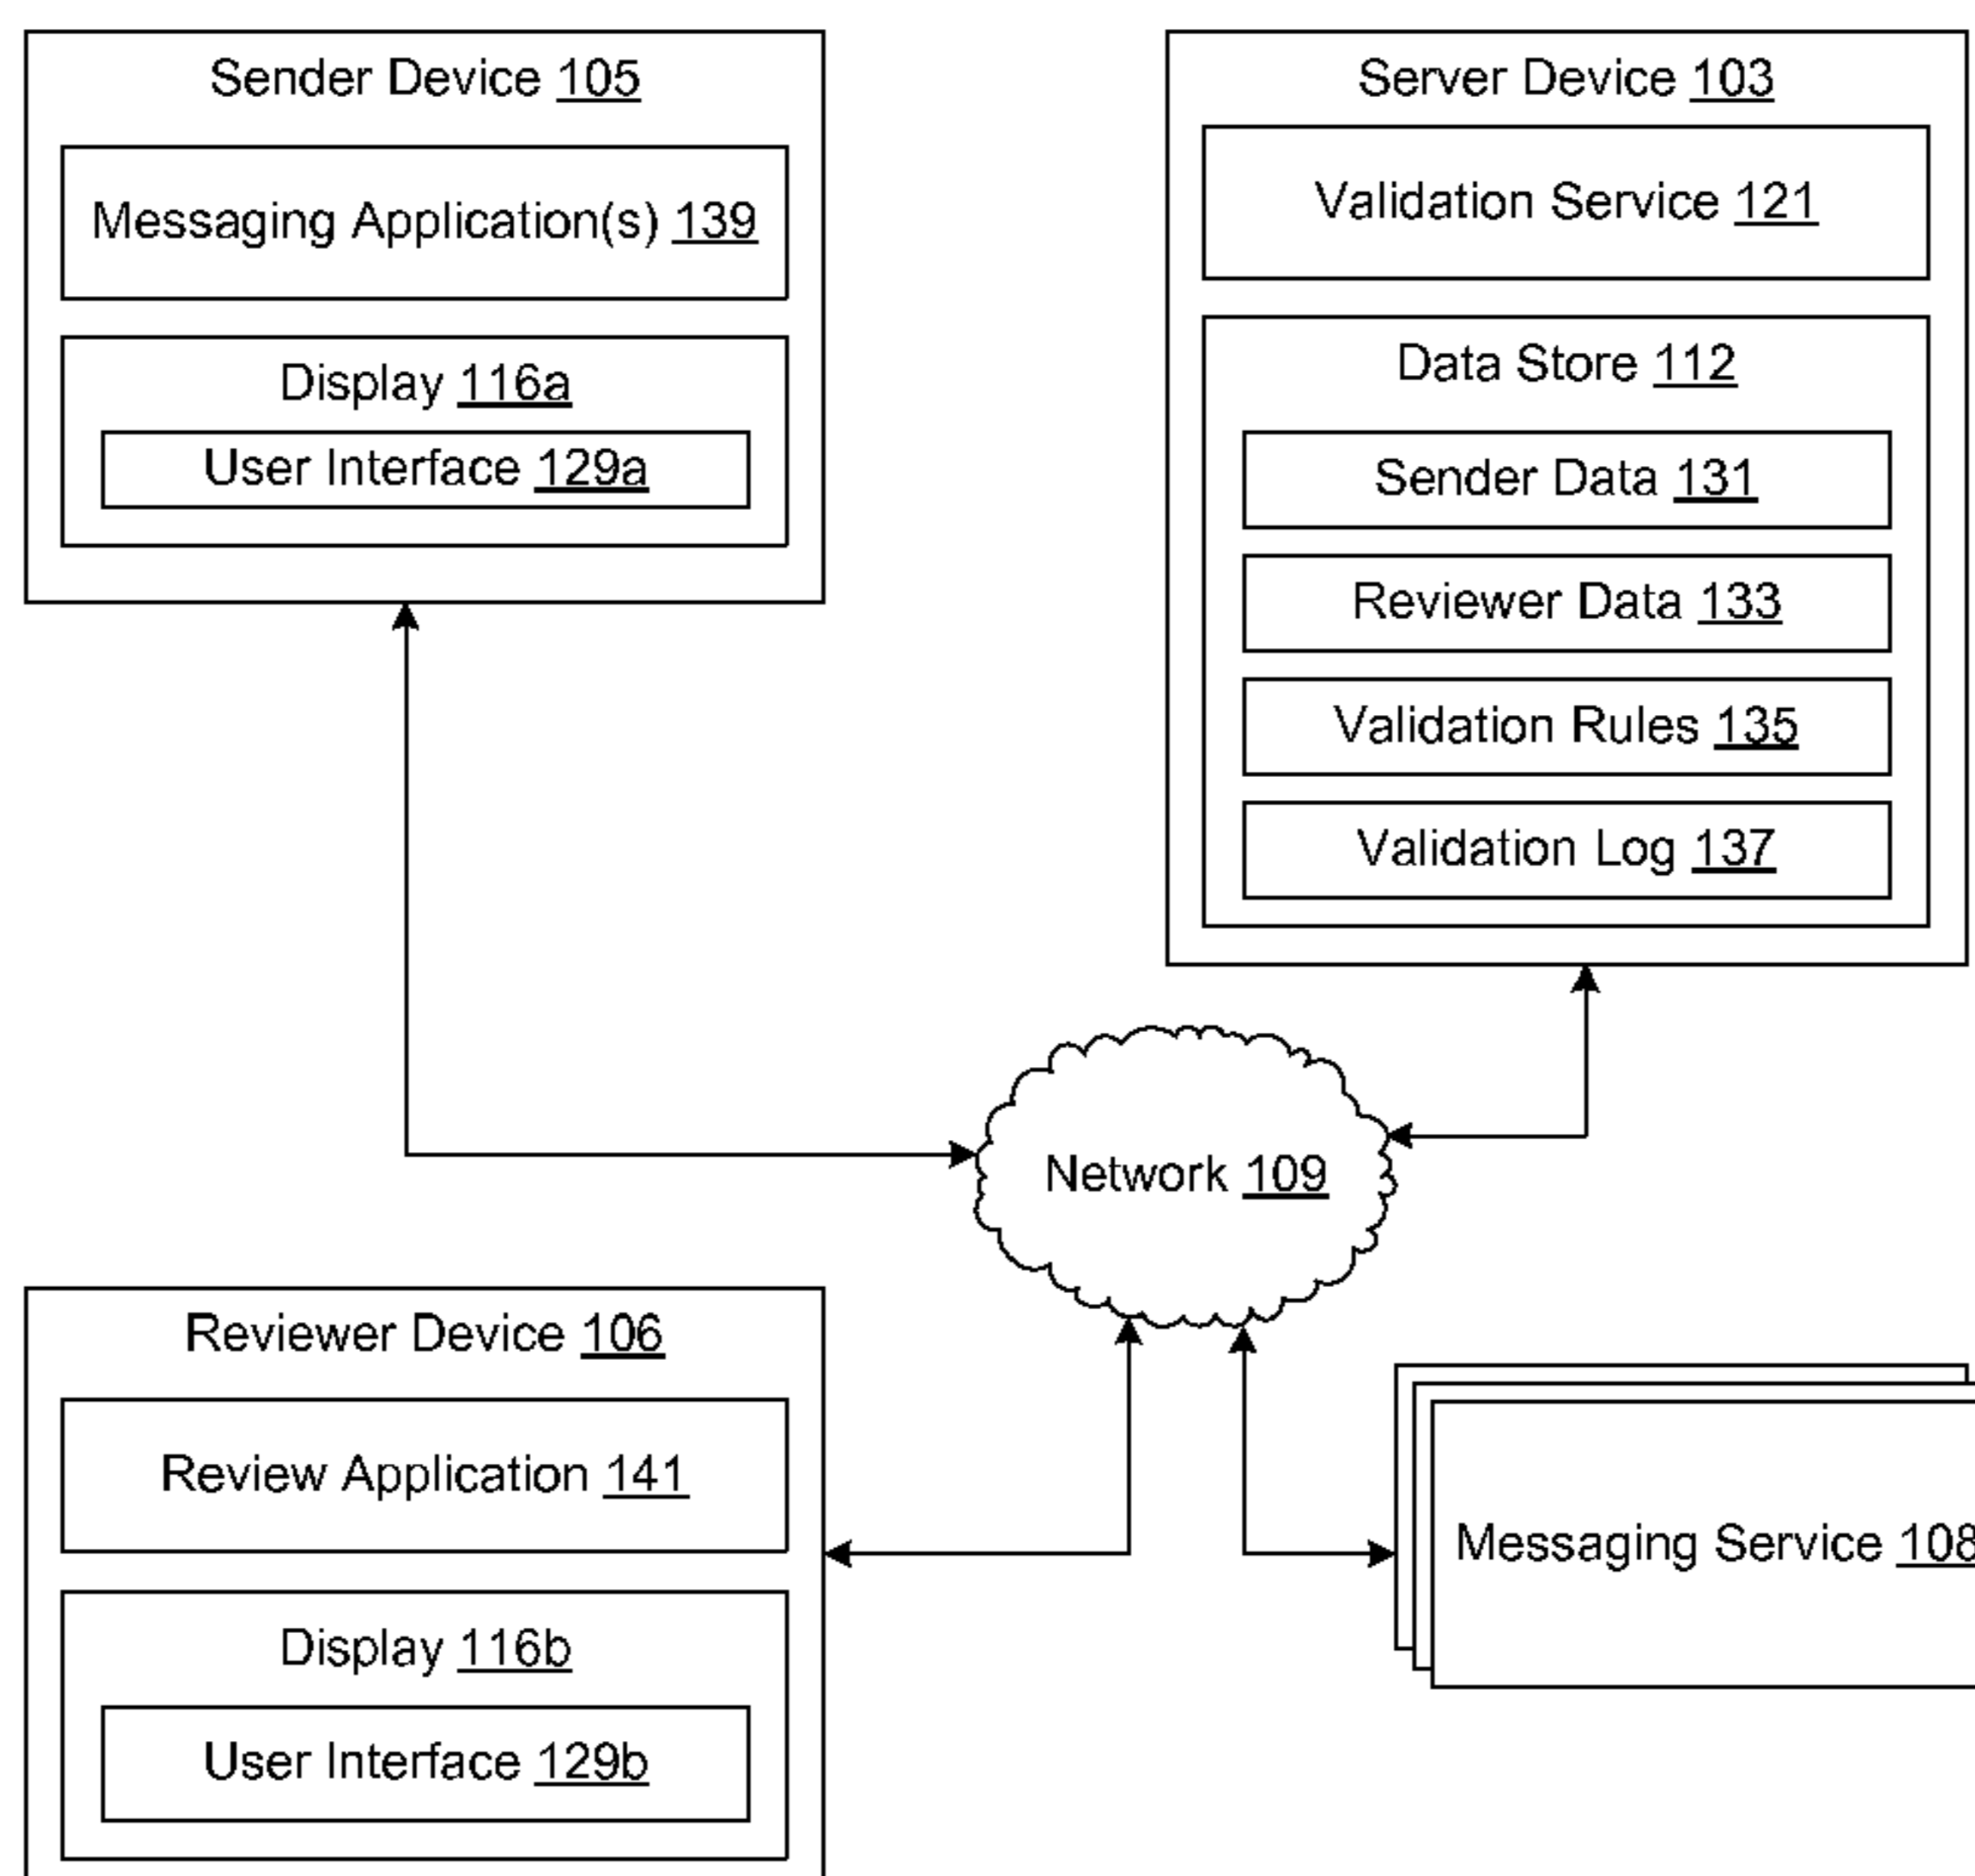 Sender Device 105
Messaging Application(s) 139
Display 116a
User Interface 129a
Server Device 103
Validation Service 121
Data Store 112
Sender Data 131
Reviewer Data 133
Validation Rules 135
Validation Log 137
Network 109
Reviewer Device 106
Review Application 141
Display 116b
User Interface 129b
Messaging Service 108